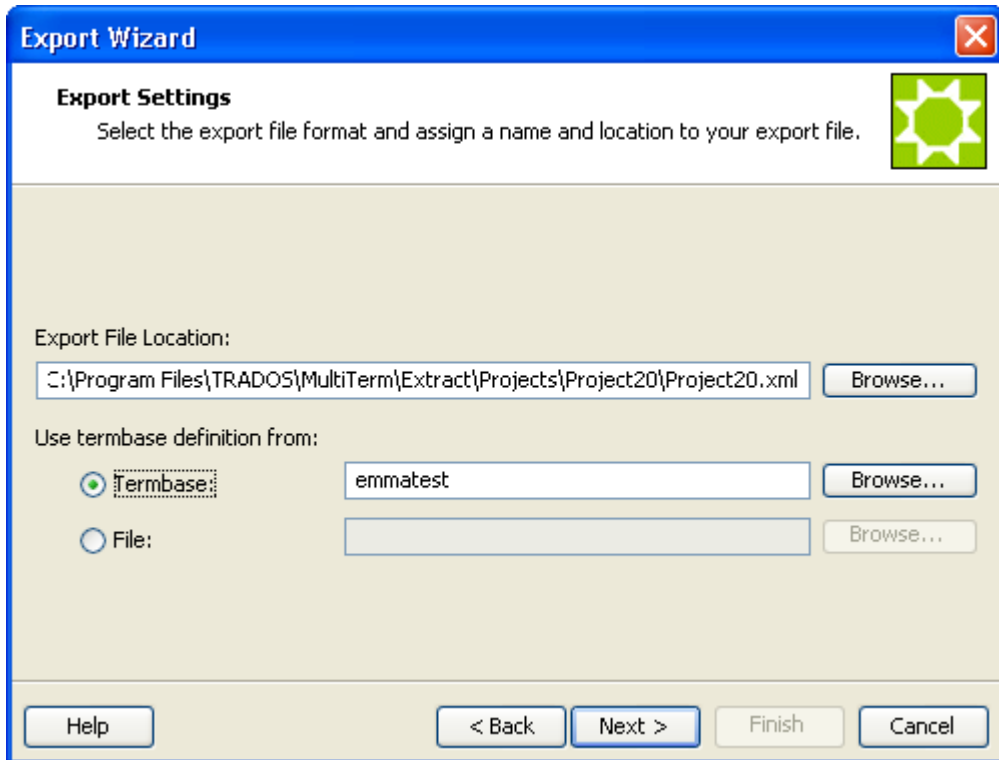 Export Wizard
Export Settings
Select the export file format and assign a name and location to your export file.
Export File Location:
C:\Program Files\TRADOS\MultiTerm\Extract\Projects\Project20\Project20.xml Browse...
Use termbase definition from:
Termbase: emmatest Browse...
File: Browse...
Help < Back Next > Finish Cancel